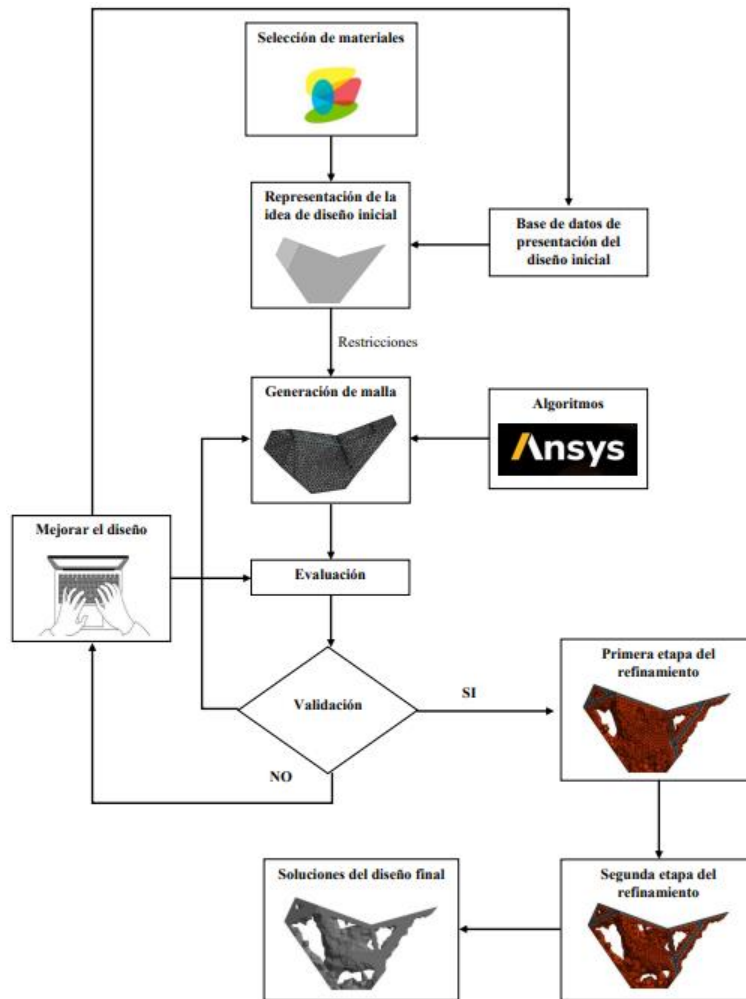 Selección de materiales
Representación de la
idea de diseño inicial
Base de datos de
presentación del
diseño inicial
Restricciones
Generación de malla
Algoritmos
Ansys
Mejorar el diseño
Evaluación
Validación
SI
NO
Primera etapa del
refinamiento
Soluciones del diseño final
Segunda etapa del
refinamiento